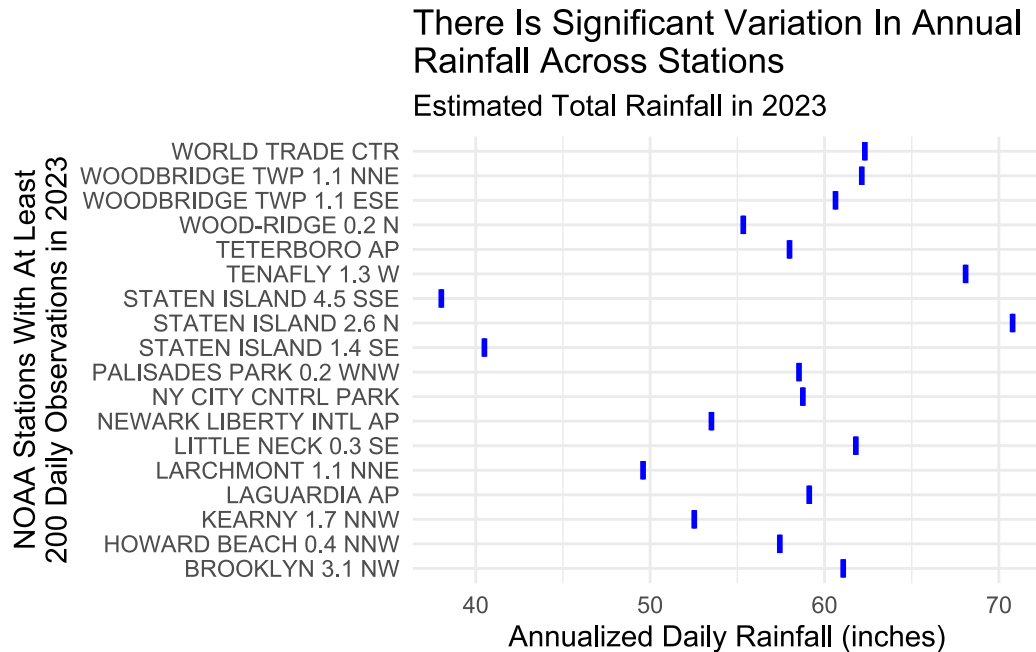 There Is Significant Variation In Annual
Rainfall Across Stations
Estimated Total Rainfall in 2023
NOAA Stations With At Least
200 Daily Observations in 2023
WORLD TRADE CTR
WOODBRIDGE TWP 1.1 NNE
WOODBRIDGE TWP 1.1 ESE
WOOD-RIDGE 0.2 N
TETERBORO AP
TENAFLY 1.3 W
STATEN ISLAND 4.5 SSE
STATEN ISLAND 2.6 N
STATEN ISLAND 1.4 SE
PALISADES PARK 0.2 WNW
NY CITY CNTRL PARK
NEWARK LIBERTY INTL AP
LITTLE NECK 0.3 SE
LARCHMONT 1.1 NNE
LAGUARDIA AP
KEARNY 1.7 NNW
HOWARD BEACH 0.4 NNW
BROOKLYN 3.1 NW
40 50 60 70
Annualized Daily Rainfall (inches)